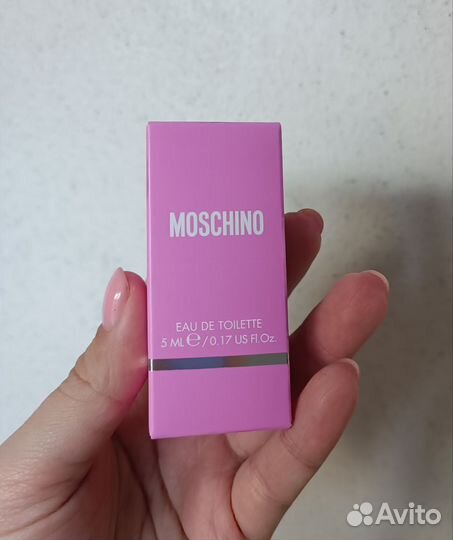 MOSCHINO
EAU DE TOILETTE
5 ML ℮ / 0.17 US Fl.Oz.
Avito